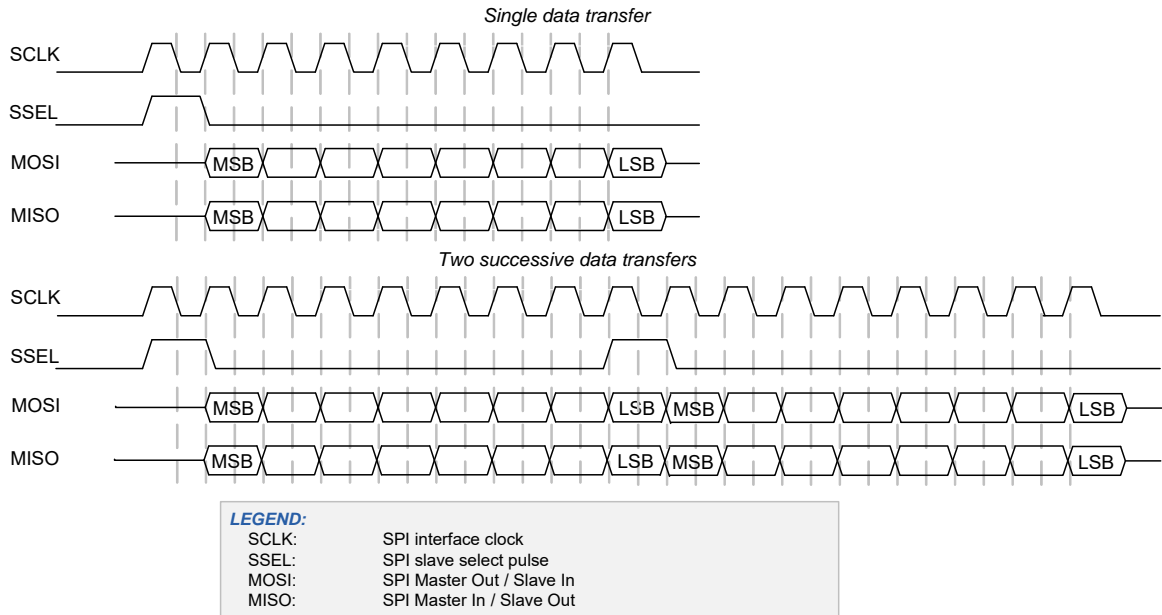 Single data transfer
SCLK
SSEL
MOSI MSB LSB
MISO MSB LSB
Two successive data transfers
SCLK
SSEL
MOSI MSB LSB MSB LSB
MISO MSB LSB MSB LSB
LEGEND:
SCLK: SPI interface clock
SSEL: SPI slave select pulse
MOSI: SPI Master Out / Slave In
MISO: SPI Master In / Slave Out